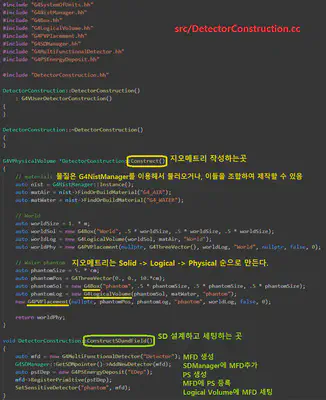 #include "G4SystemOfUnits.hh"
#include "G4NistManager.hh"
#include "G4Box.hh"
#include "G4LogicalVolume.hh"
#include "G4PVPlacement.hh"
#include "G4SDManager.hh"
#include "G4MultiFunctionalDetector.hh"
#include "G4PSEnergyDeposit.hh"
src/DetectorConstruction.cc
#include "DetectorConstruction.hh"
DetectorConstruction::DetectorConstruction()
: G4VUserDetectorConstruction()
{
}
DetectorConstruction::~DetectorConstruction()
{
}
G4VPhysicalVolume *DetectorConstruction::Construct() 지오메트리 작성하는곳
{
// materials 물질은 G4NistManager를 이용해서 불러오거나, 이들을 조합하여 제작할 수 있음
auto nist = G4NistManager::Instance();
auto matAir = nist->FindOrBuildMaterial("G4_AIR");
auto matWater = nist->FindOrBuildMaterial("G4_WATER");
// World
auto worldSize = 1. * m;
auto worldSol = new G4Box("World", .5 * worldSize, .5 * worldSize, .5 * worldSize);
auto worldLog = new G4LogicalVolume(worldSol, matAir, "World");
auto worldPhy = new G4PVPlacement(nullptr, G4ThreeVector(), worldLog, "World", nullptr, false, 0);
// Water phantom 지오메트리는 Solid -> Logical -> Physical 순으로 만든다.
auto phantomSize = 5. * cm;
auto phantomPos = G4ThreeVector(0., 0., 10.*cm);
auto phantomSol = new G4Box("phantom", .5 * phantomSize, .5 * phantomSize, .5 * phantomSize);
auto phantomLog = new G4LogicalVolume(phantomSol, matWater, "phantom");
new G4PVPlacement(nullptr, phantomPos, phantomLog, "phantom", worldLog, false, 0);
return worldPhy;
}
void DetectorConstruction::ConstructSDandField() SD 설계하고 세팅하는 곳
{
auto mfd = new G4MultiFunctionalDetector("Detector"); MFD 생성
G4SDManager::GetSDMpointer()->AddNewDetector(mfd); SDManager에 MFD추가
auto psEDep = new G4PSEnergyDeposit("EDep"); PS 생성
mfd->RegisterPrimitive(psEDep); MFD에 PS 등록
SetSensitiveDetector("phantom", mfd); Logical Volume에 MFD 세팅
}